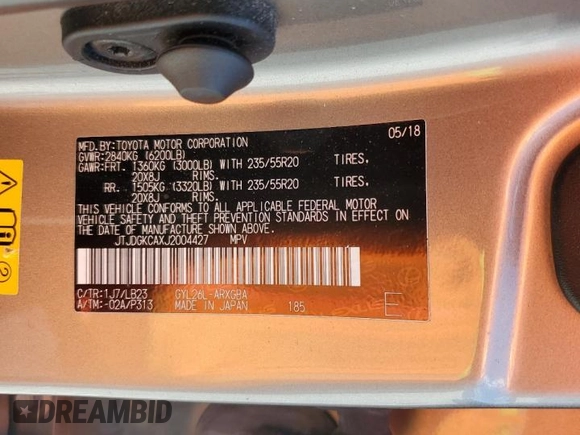 MFD.BY:TOYOTA MOTOR CORPORATION 05/18
GVWR:2840KG (6200LB)
GAWR:FRT. 1360KG (3000LB) WITH 235/55R20 TIRES,
20X8J RIMS.
RR. 1505KG (3320LB) WITH 235/55R20 TIRES,
20X8J RIMS.
THIS VEHICLE CONFORMS TO ALL APPLICABLE FEDERAL MOTOR
VEHICLE SAFETY AND THEFT PREVENTION STANDARDS IN EFFECT ON
THE DATE OF MANUFACTURE SHOWN ABOVE.
JTJDGKCAXJ2004427 MPV
C/TR:1J7/LB23 GYL26L-ARXGBA
A/TM:-02A/P313 MADE IN JAPAN 185 E
2
DREAMBID